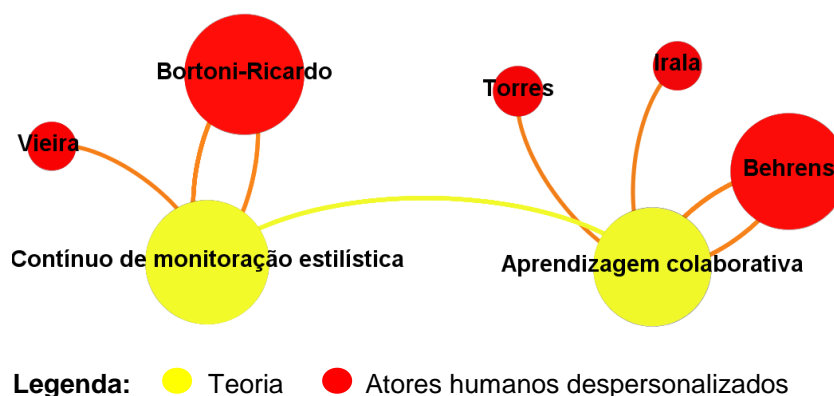 Bortoni-Ricardo
Vieira
Torres
Irala
Behrens
Contínuo de monitoração estilística
Aprendizagem colaborativa
Legenda: Teoria Atores humanos despersonalizados